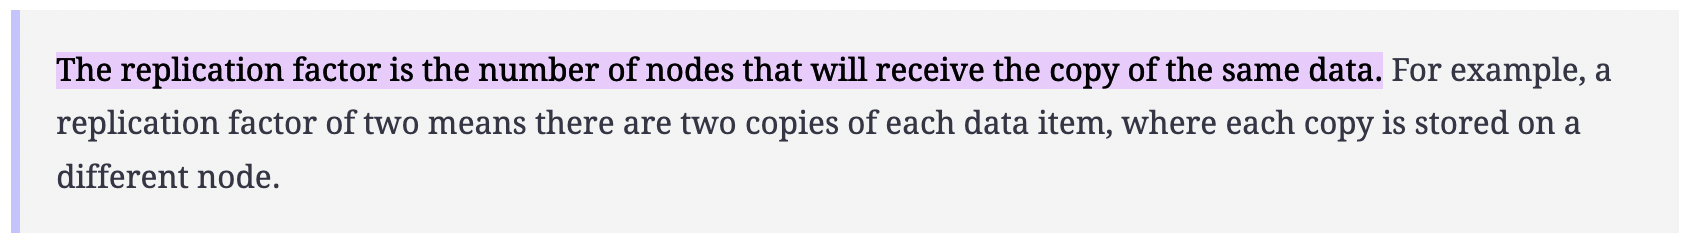 The replication factor is the number of nodes that will receive the copy of the same data. For example, a
replication factor of two means there are two copies of each data item, where each copy is stored on a
different node.